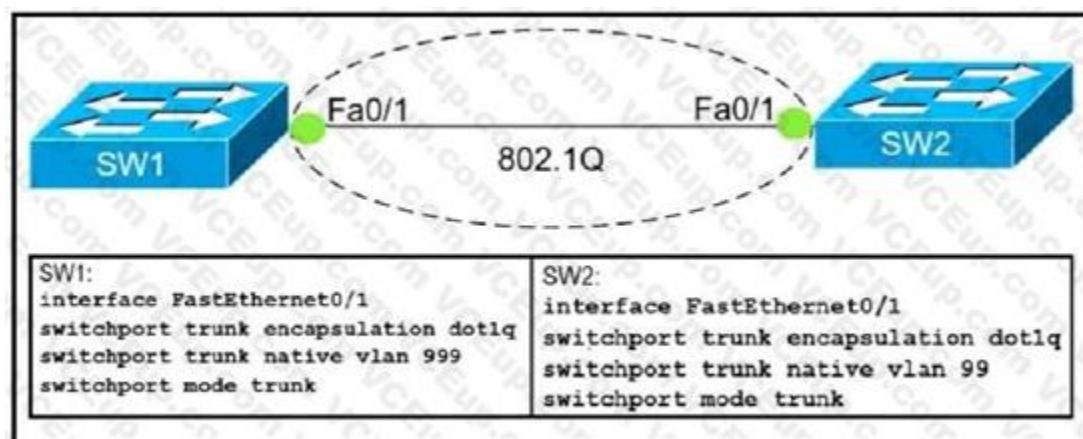 Fa0/1
Fa0/1
802.1Q
SW1
SW2
SW1:
interface FastEthernet0/1
switchport trunk encapsulation dot1q
switchport trunk native vlan 999
switchport mode trunk
SW2:
interface FastEthernet0/1
switchport trunk encapsulation dot1q
switchport trunk native vlan 99
switchport mode trunk
VCEup.com